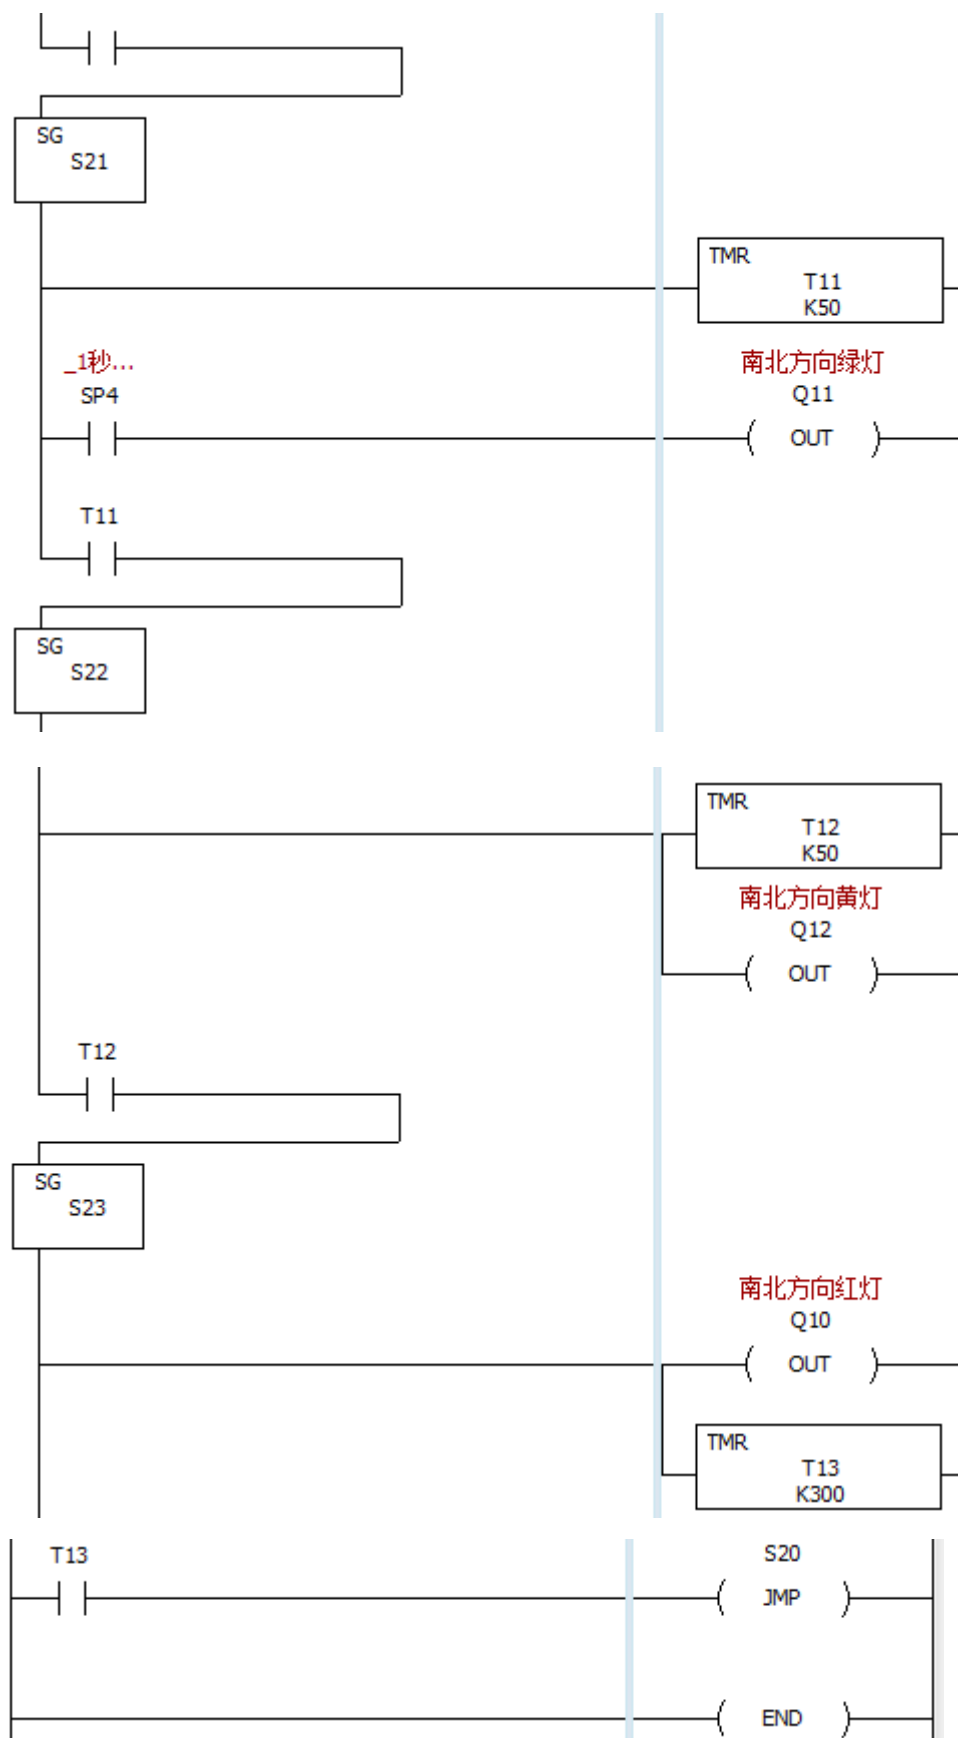 SG
S21
TMR
T11
K50
_1秒...
SP4
南北方向绿灯
Q11
OUT
T11
SG
S22
TMR
T12
K50
南北方向黄灯
Q12
OUT
T12
SG
S23
南北方向红灯
Q10
OUT
TMR
T13
K300
T13
S20
JMP
END